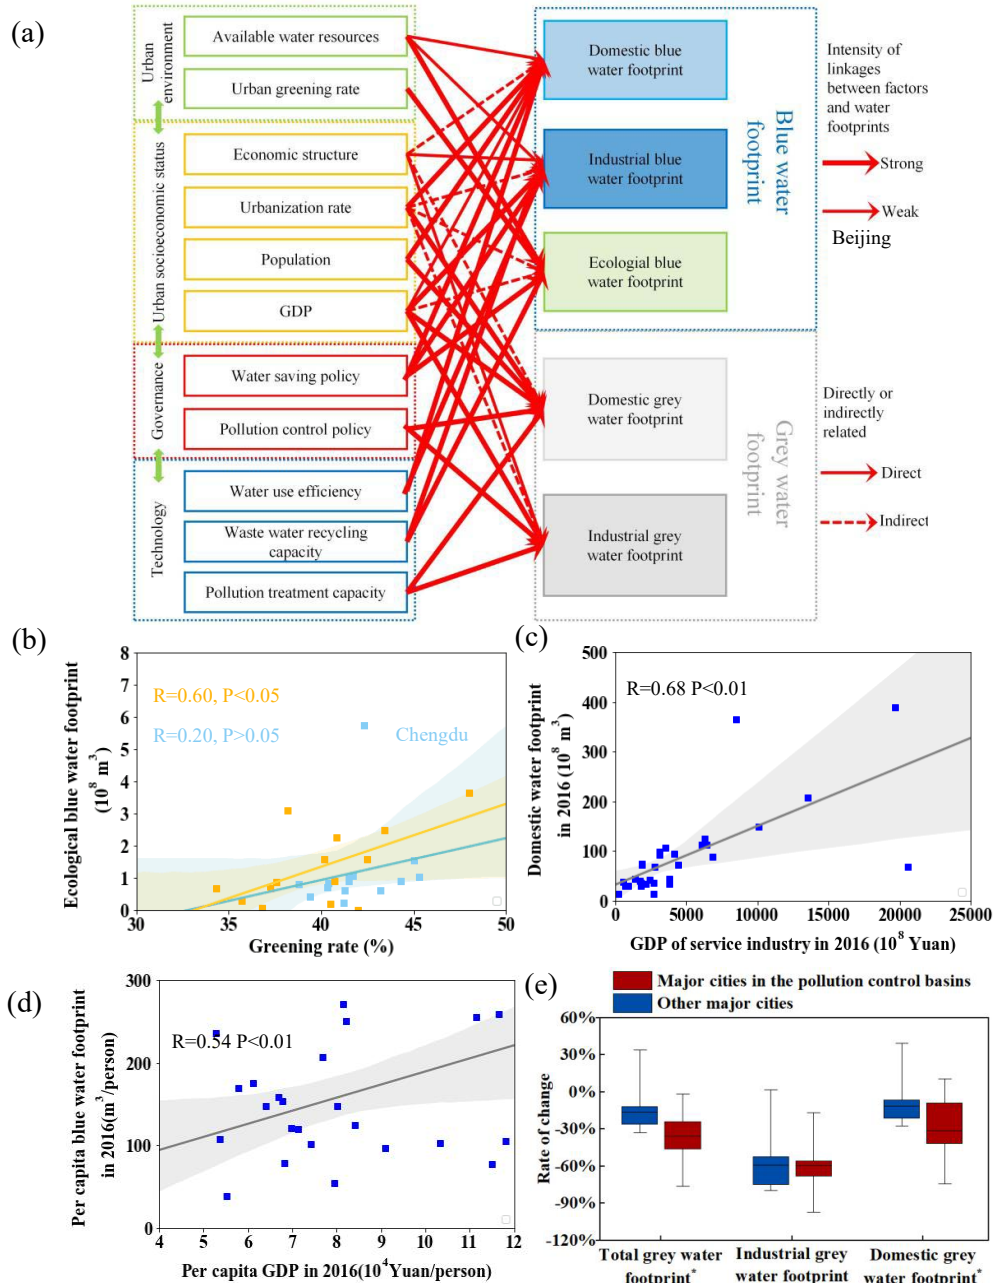 (a)
Urban
environment
Available water resources
Urban greening rate
Urban socioeconomic status
Economic structure
Urbanization rate
Population
GDP
Governance
Water saving policy
Pollution control policy
Technology
Water use efficiency
Waste water recycling
capacity
Pollution treatment capacity
Domestic blue
water footprint
Industrial blue
water footprint
Ecologial blue
water footprint
Blue water
footprint
Domestic grey
water footprint
Industrial grey
water footprint
Grey water
footprint
Intensity of
linkages
between factors
and water
footprints
Strong
Weak
Beijing
Directly or
indirectly
related
Direct
Indirect
(b)
Ecological blue water footprint
(10⁸ m³)
8
7
6
5
4
3
2
1
0
R=0.60, P<0.05
R=0.20, P>0.05
Chengdu
30
35
40
45
50
Greening rate (%)
(c)
Domestic water footprint
in 2016 (10⁸ m³)
500
400
300
200
100
0
R=0.68 P<0.01
0
5000
10000
15000
20000
25000
GDP of service industry in 2016 (10⁸ Yuan)
(d)
Per capita blue water footprint
in 2016(m³/person)
300
200
100
0
R=0.54 P<0.01
4
5
6
7
8
9
10
11
12
Per capita GDP in 2016(10⁴Yuan/person)
(e)
Major cities in the pollution control basins
Other major cities
Rate of change
60%
30%
0%
-30%
-60%
-90%
-120%
Total grey water
footprint*
Industrial grey
water footprint
Domestic grey
water footprint*